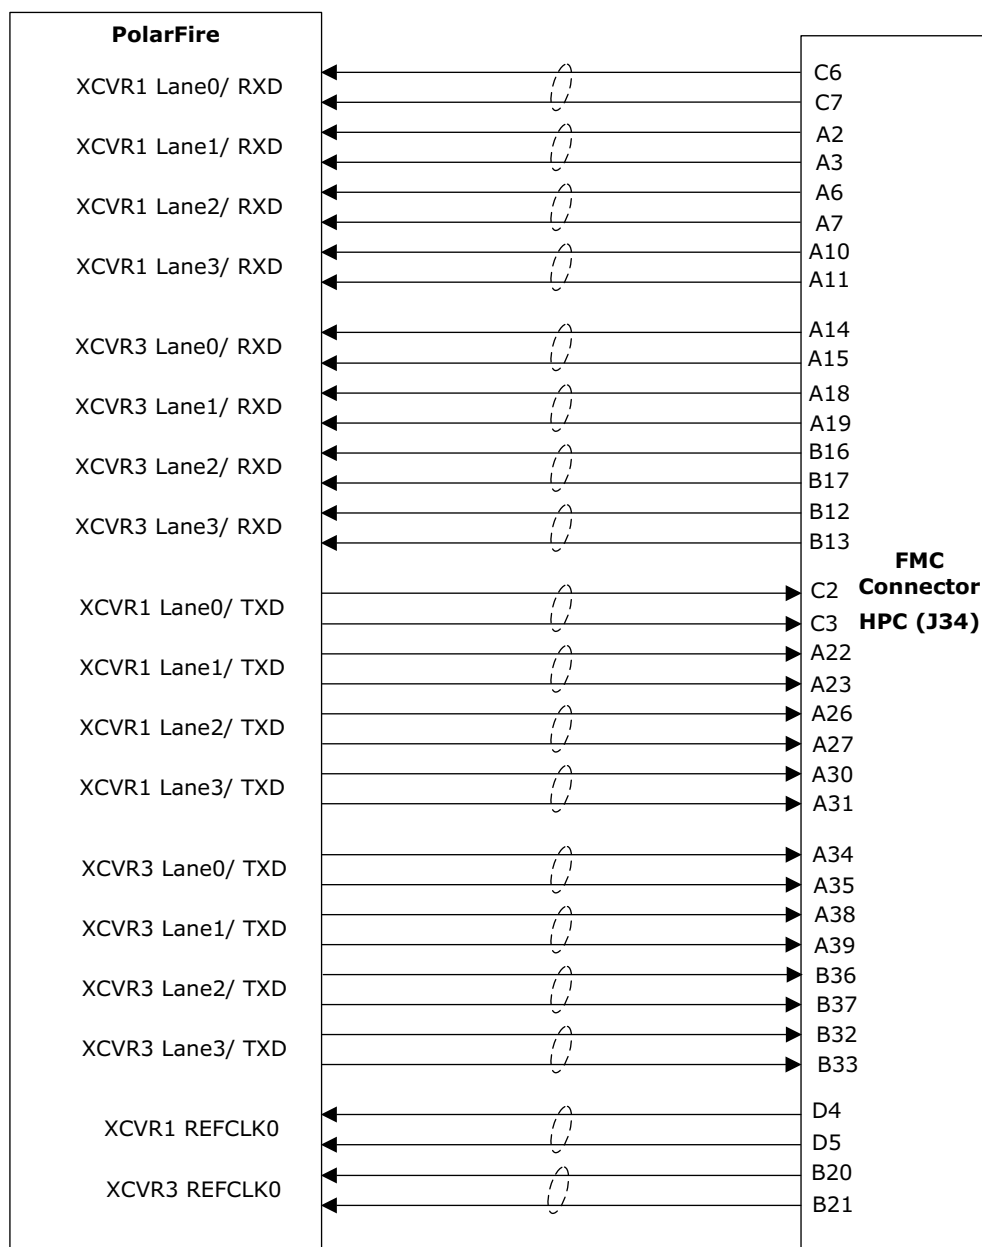 PolarFire
XCVR1 Lane0/ RXD
C6
C7
XCVR1 Lane1/ RXD
A2
A3
XCVR1 Lane2/ RXD
A6
A7
XCVR1 Lane3/ RXD
A10
A11
XCVR3 Lane0/ RXD
A14
A15
XCVR3 Lane1/ RXD
A18
A19
XCVR3 Lane2/ RXD
B16
B17
XCVR3 Lane3/ RXD
B12
B13
FMC
Connector
HPC (J34)
XCVR1 Lane0/ TXD
C2
C3
XCVR1 Lane1/ TXD
A22
A23
XCVR1 Lane2/ TXD
A26
A27
XCVR1 Lane3/ TXD
A30
A31
XCVR3 Lane0/ TXD
A34
A35
XCVR3 Lane1/ TXD
A38
A39
XCVR3 Lane2/ TXD
B36
B37
XCVR3 Lane3/ TXD
B32
B33
XCVR1 REFCLK0
D4
D5
XCVR3 REFCLK0
B20
B21